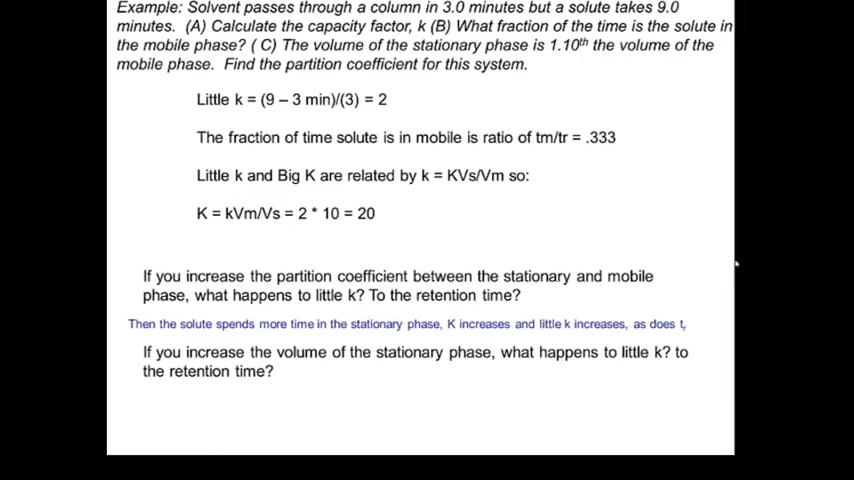 Example: Solvent passes through a column in 3.0 minutes but a solute takes 9.0
minutes. (A) Calculate the capacity factor, k (B) What fraction of the time is the solute in
the mobile phase? ( C) The volume of the stationary phase is 1.10th the volume of the
mobile phase. Find the partition coefficient for this system.
Little k = (9 – 3 min)/(3) = 2
The fraction of time solute is in mobile is ratio of tm/tr = .333
Little k and Big K are related by k = KVs/Vm so:
K = kVm/Vs = 2 * 10 = 20
If you increase the partition coefficient between the stationary and mobile
phase, what happens to little k? To the retention time?
Then the solute spends more time in the stationary phase, K increases and little k increases, as does tr
If you increase the volume of the stationary phase, what happens to little k? to
the retention time?